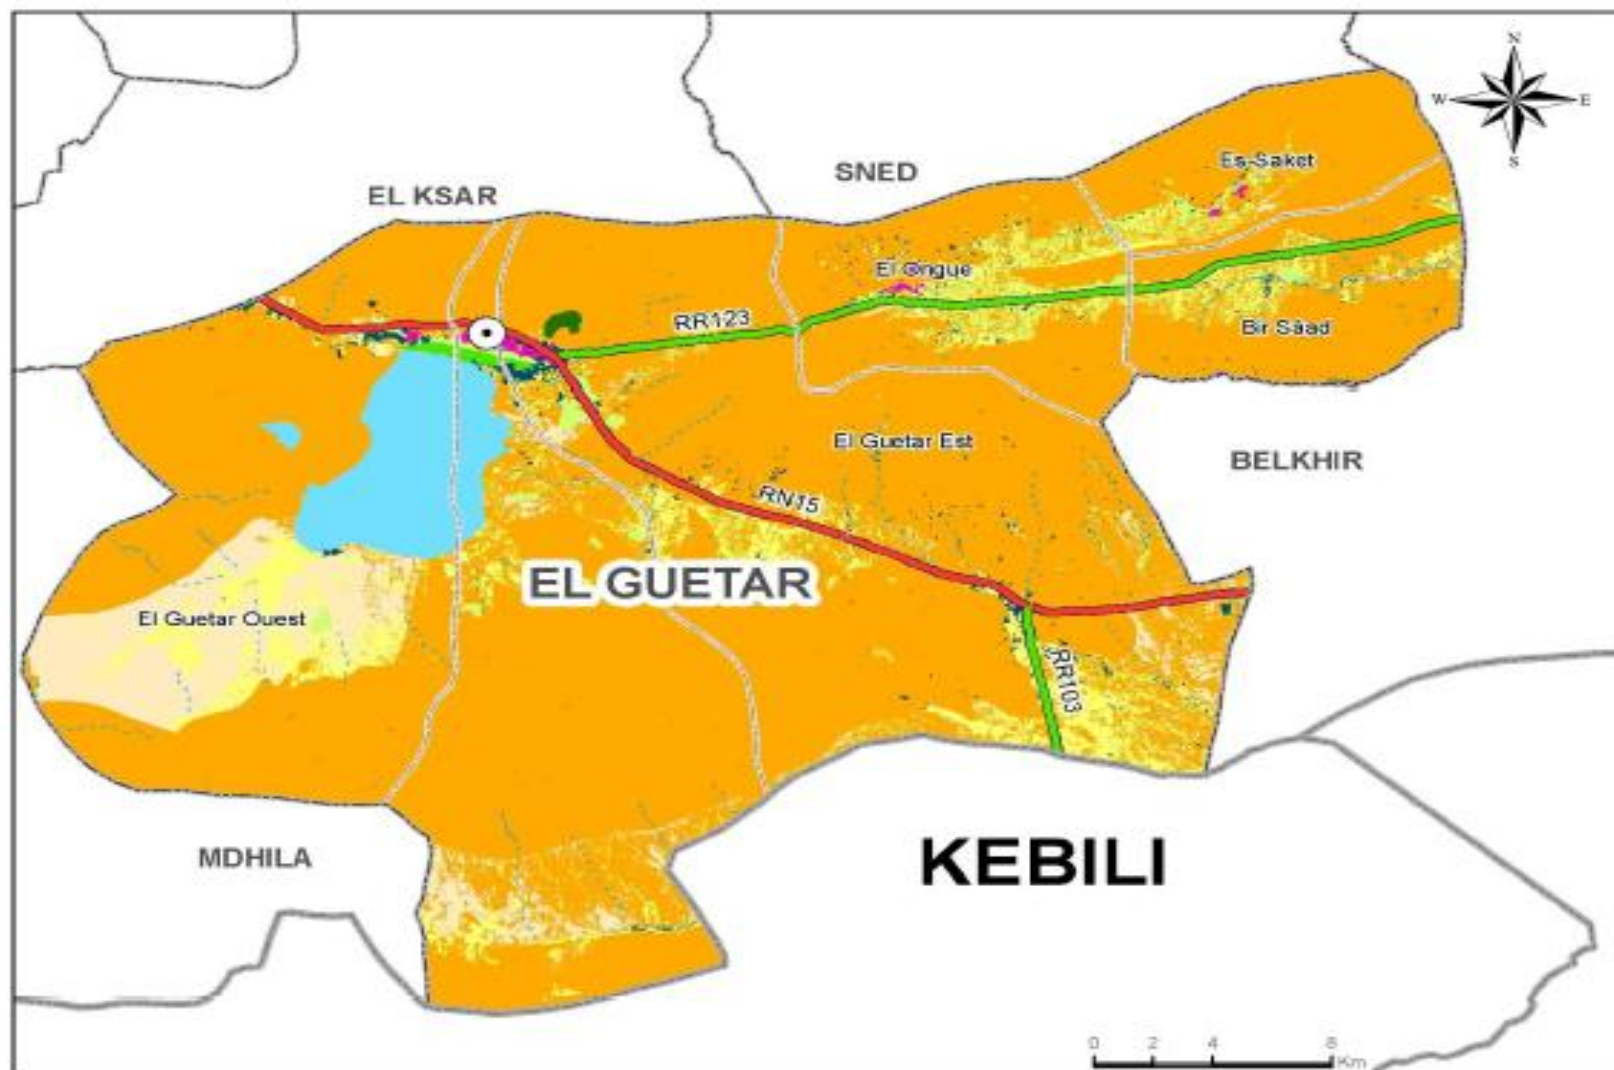 N
W E
S
Es-Saket
SNED
EL KSAR
El Ongue
RR123
Bir Sâad
El Guetar Est
BELKHIR
RN15
EL GUETAR
El Guetar Ouest
RR103
MDHILA
KEBILI
0 2 4 8
Km